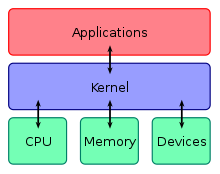 Applications
Kernel
CPU Memory Devices